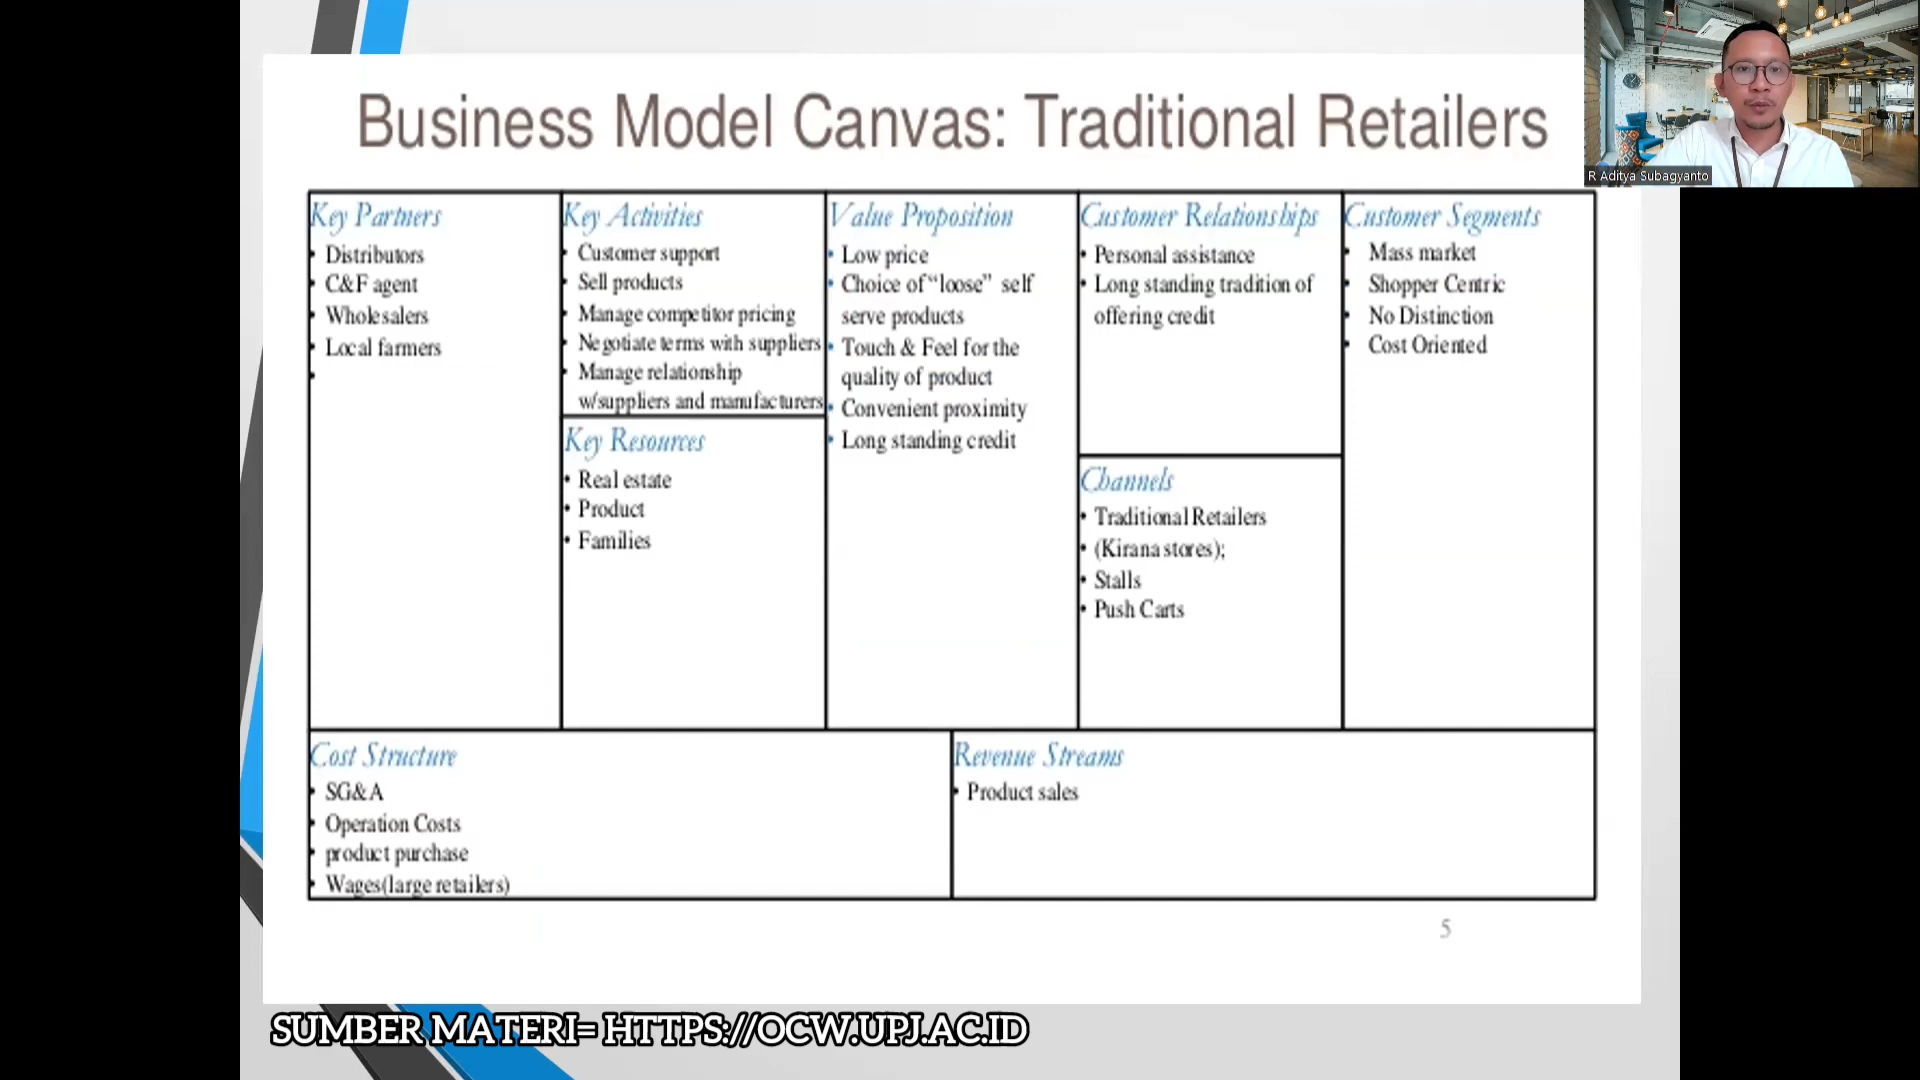 Business Model Canvas: Traditional Retailers
R Aditya Subagyanto
Key Partners
• Distributors
• C&F agent
• Wholesalers
• Local farmers
•
Key Activities
• Customer support
• Sell products
• Manage competitor pricing
• Negotiate terms with suppliers
• Manage relationship
w/suppliers and manufacturers
Key Resources
• Real estate
• Product
• Families
Value Proposition
• Low price
• Choice of “loose” self
serve products
• Touch & Feel for the
quality of product
• Convenient proximity
• Long standing credit
Customer Relationships
• Personal assistance
• Long standing tradition of
offering credit
Channels
• Traditional Retailers
• (Kirana stores);
• Stalls
• Push Carts
Customer Segments
• Mass market
• Shopper Centric
• No Distinction
• Cost Oriented
Cost Structure
• SG&A
• Operation Costs
• product purchase
• Wages(large retailers)
Revenue Streams
• Product sales
5
SUMBER MATERI= HTTPS://OCW.UPJ.AC.ID